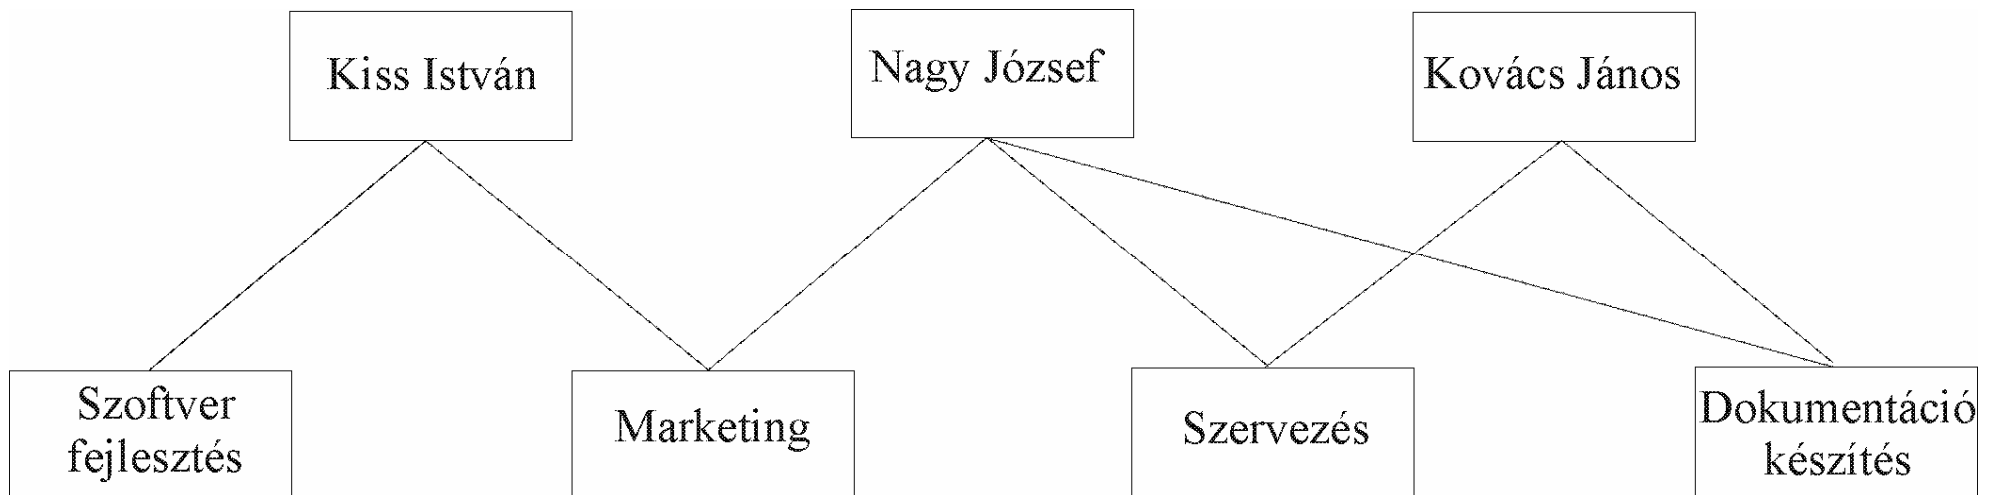 Kiss István
Nagy József
Kovács János
Szoftver
fejlesztés
Marketing
Szervezés
Dokumentáció
készítés